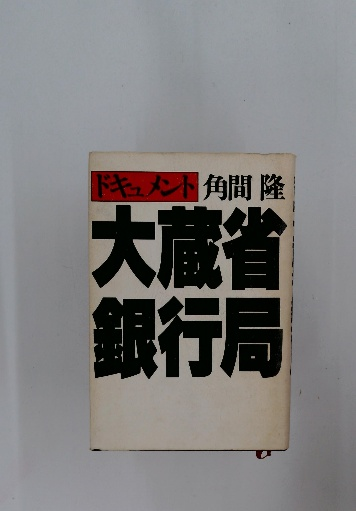 ドキュメント 角間 隆
大蔵省
銀行局